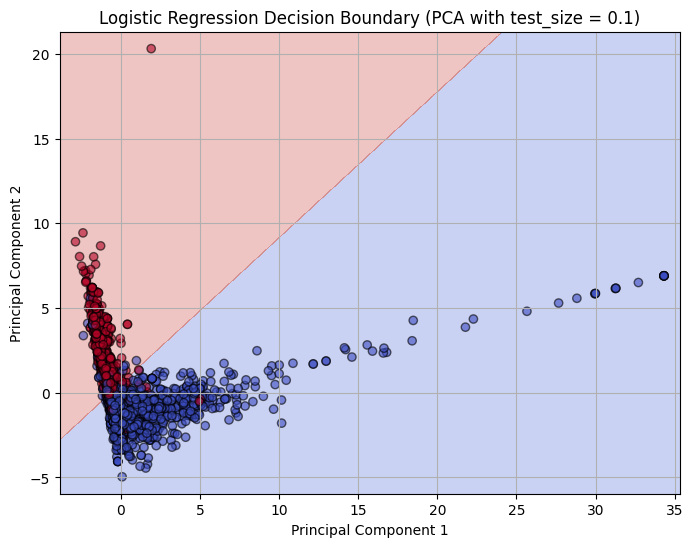 Logistic Regression Decision Boundary (PCA with test_size = 0.1)
20
15
10
5
0
−5
Principal Component 2
0 5 10 15 20 25 30 35
Principal Component 1